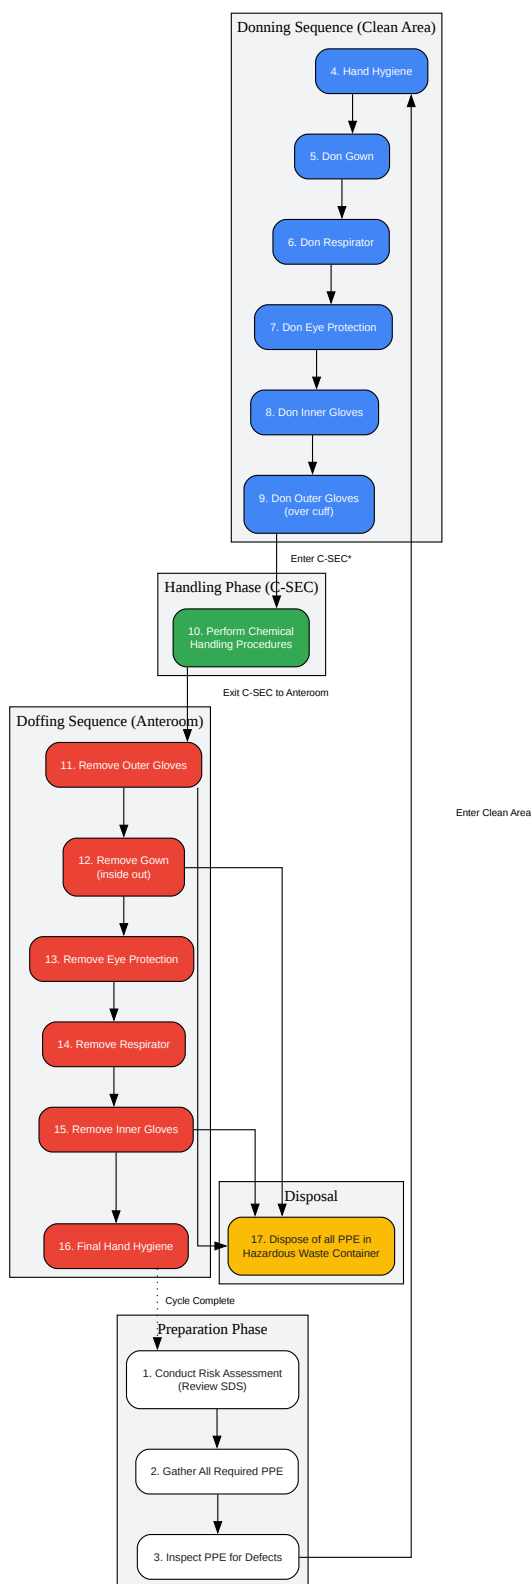 Donning Sequence (Clean Area)
4. Hand Hygiene
5. Don Gown
6. Don Respirator
7. Don Eye Protection
8. Don Inner Gloves
9. Don Outer Gloves
(over cuff)
Enter C-SEC*
Handling Phase (C-SEC)
10. Perform Chemical
Handling Procedures
Exit C-SEC to Anteroom
Doffing Sequence (Anteroom)
11. Remove Outer Gloves
Enter Clean Area
12. Remove Gown
(inside out)
13. Remove Eye Protection
14. Remove Respirator
15. Remove Inner Gloves
Disposal
16. Final Hand Hygiene
17. Dispose of all PPE in
Hazardous Waste Container
Cycle Complete
Preparation Phase
1. Conduct Risk Assessment
(Review SDS)
2. Gather All Required PPE
3. Inspect PPE for Defects